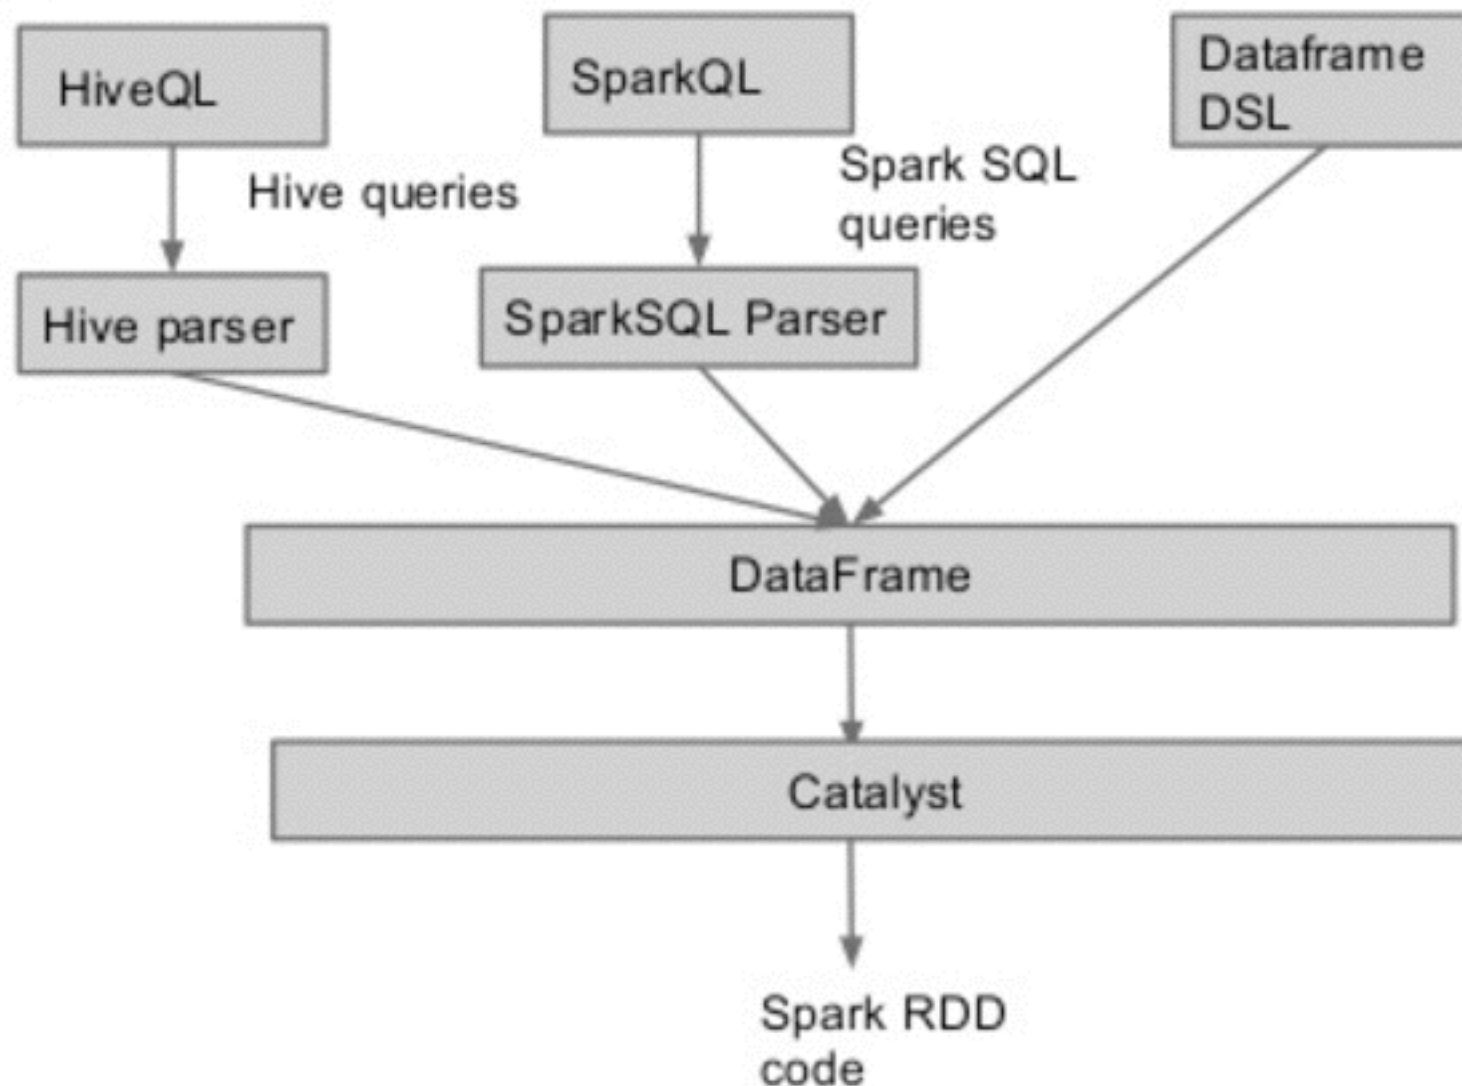 HiveQL
SparkQL
Dataframe
DSL
Hive queries
Spark SQL
queries
Hive parser
SparkSQL Parser
DataFrame
Catalyst
Spark RDD
code